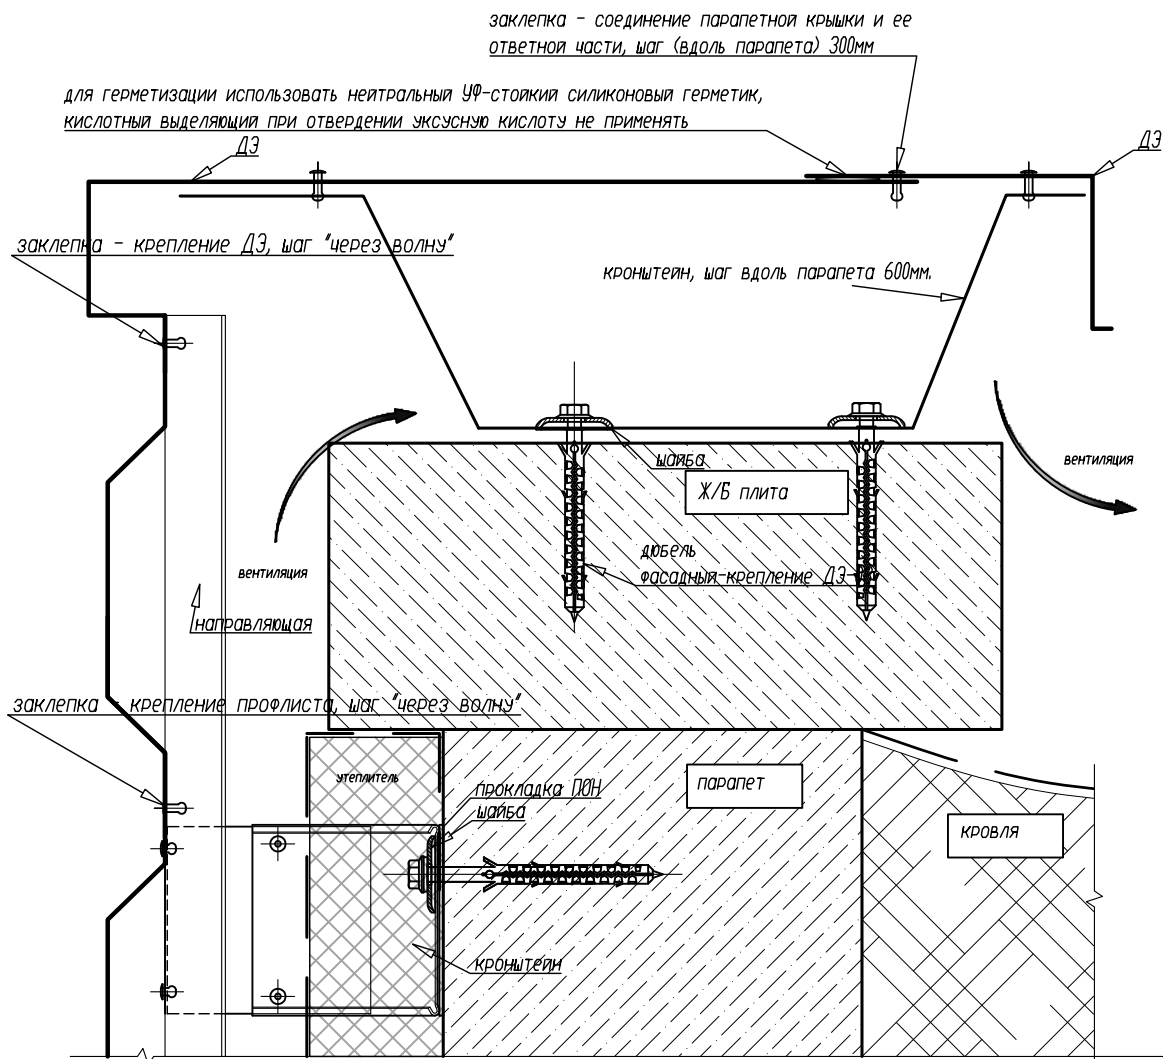 заклепка - соединение парапетной крышки и ее
ответной части, шаг (вдоль парапета) 300мм
для герметизации использовать нейтральный УФ-стойкий силиконовый герметик,
кислотный выделяющий при отвердении уксусную кислоту не применять
ДЭ
ДЭ
заклепка - крепление ДЭ, шаг "через волну"
кронштейн, шаг вдоль парапета 600мм.
шайба
вентиляция
Ж/Б плита
дюбель
фасадный-крепление ДЭ
вентиляция
направляющая
заклепка - крепление профлиста, шаг "через волну"
утеплитель
прокладка ПОН
шайба
парапет
кровля
кронштейн